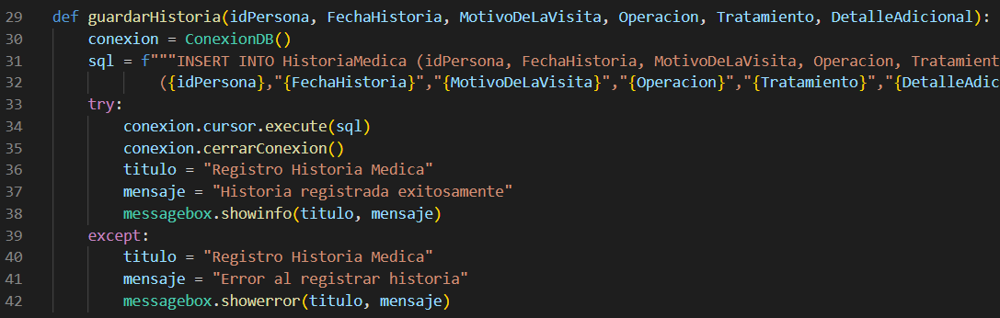 29 def guardarHistoria(idPersona, FechaHistoria, MotivoDeLaVisita, Operacion, Tratamiento, DetalleAdicional):
30 conexion = ConexionDB()
31 sql = f"""INSERT INTO HistoriaMedica (idPersona, FechaHistoria, MotivoDeLaVisita, Operacion, Tratamient
32 ({idPersona},"{FechaHistoria}","{MotivoDeLaVisita}","{Operacion}","{Tratamiento}","{DetalleAdic
33 try:
34 conexion.cursor.execute(sql)
35 conexion.cerrarConexion()
36 titulo = "Registro Historia Medica"
37 mensaje = "Historia registrada exitosamente"
38 messagebox.showinfo(titulo, mensaje)
39 except:
40 titulo = "Registro Historia Medica"
41 mensaje = "Error al registrar historia"
42 messagebox.showerror(titulo, mensaje)